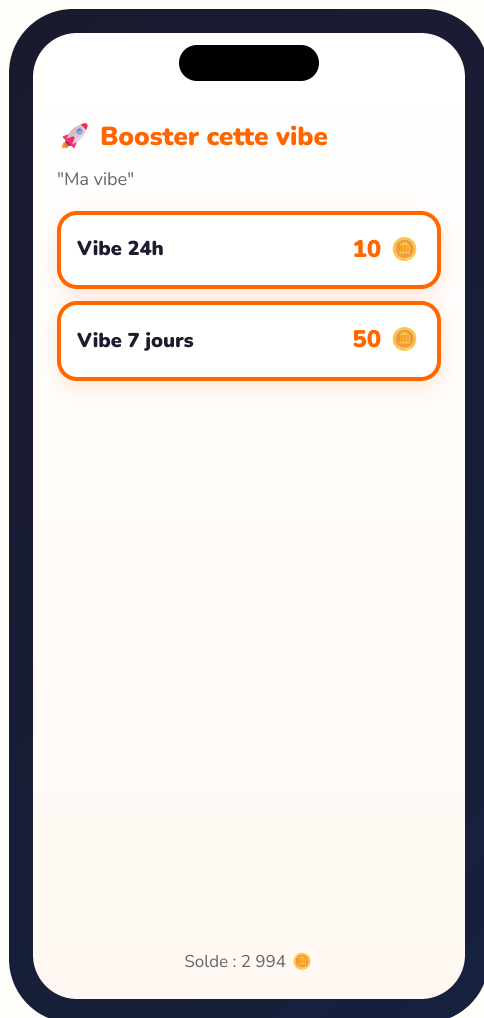 🚀 Booster cette vibe
"Ma vibe"
Vibe 24h 10
Vibe 7 jours 50
Solde : 2 994